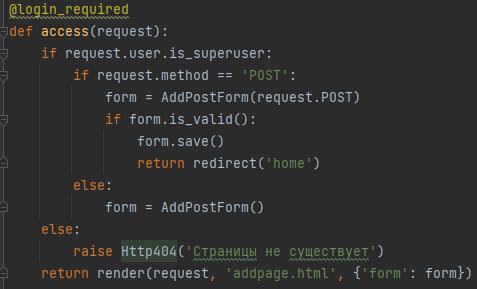 @login_required
def access(request):
    if request.user.is_superuser:
        if request.method == 'POST':
            form = AddPostForm(request.POST)
            if form.is_valid():
                form.save()
                return redirect('home')
        else:
            form = AddPostForm()
    else:
        raise Http404('Страницы не существует')
    return render(request, 'addpage.html', {'form': form})